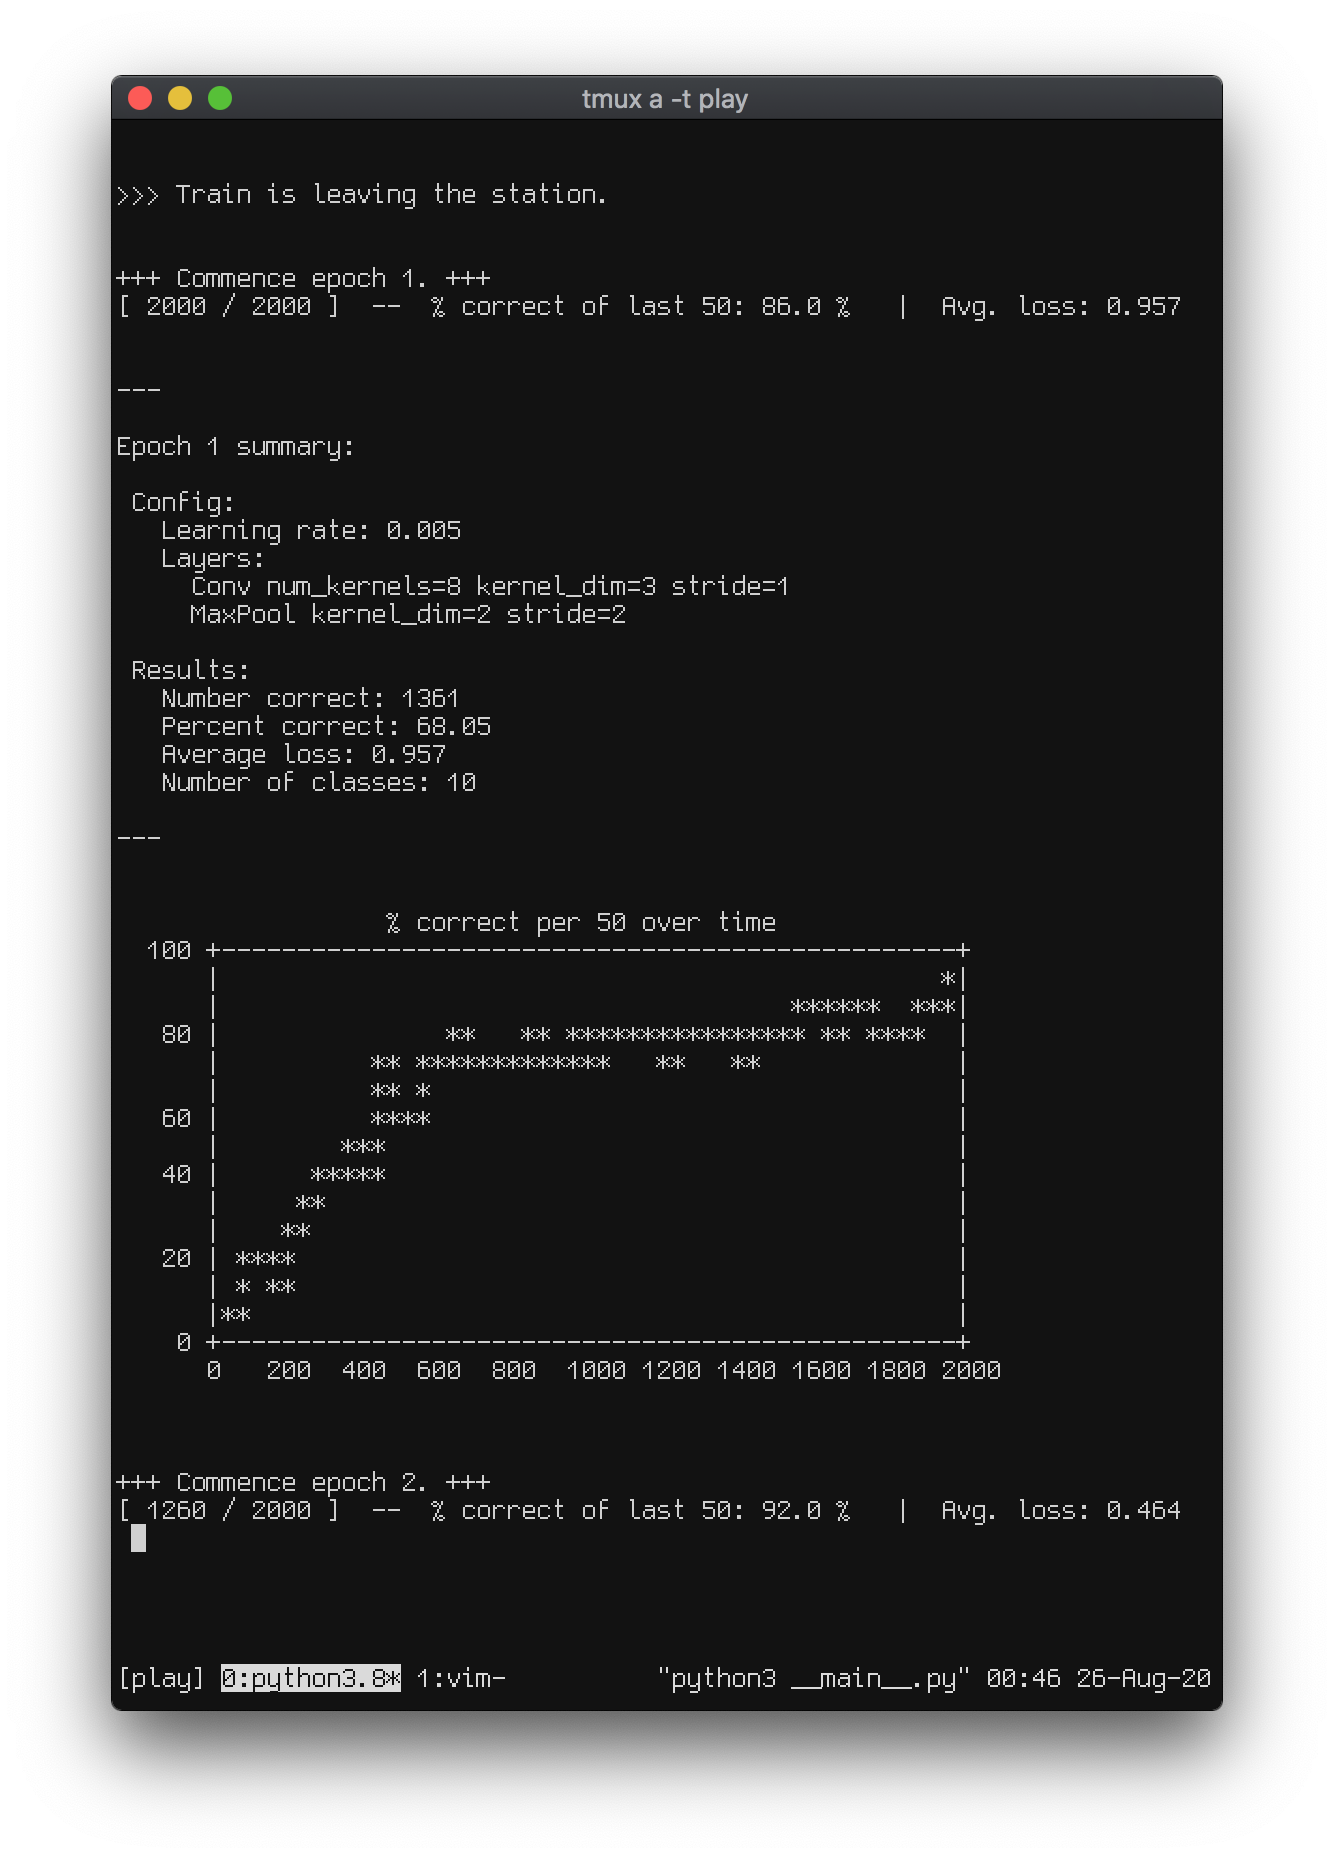 tmux a -t play
>>> Train is leaving the station.
+++ Commence epoch 1. +++
[ 2000 / 2000 ]  --  % correct of last 50: 86.0 %   |  Avg. loss: 0.957
---
Epoch 1 summary:
 Config:
   Learning rate: 0.005
   Layers:
     Conv num_kernels=8 kernel_dim=3 stride=1
     MaxPool kernel_dim=2 stride=2
 Results:
   Number correct: 1361
   Percent correct: 68.05
   Average loss: 0.957
   Number of classes: 10
---
                  % correct per 50 over time
  100 +--------------------------------------------------+
      |                                                 *|
      |                                       ******  ***|
   80 |                **   ** **************** ** ****  |
      |           ** *************   **   **             |
      |           ** *                                   |
   60 |           ****                                   |
      |         ***                                      |
   40 |       *****                                      |
      |      **                                          |
      |     **                                           |
   20 |  ****                                            |
      |  * **                                            |
      |**                                                |
    0 +--------------------------------------------------+
      0   200  400  600  800  1000 1200 1400 1600 1800 2000
+++ Commence epoch 2. +++
[ 1260 / 2000 ]  --  % correct of last 50: 92.0 %   |  Avg. loss: 0.464
[play] 0:python3.8* 1:vim-          "python3 __main__.py" 00:46 26-Aug-20